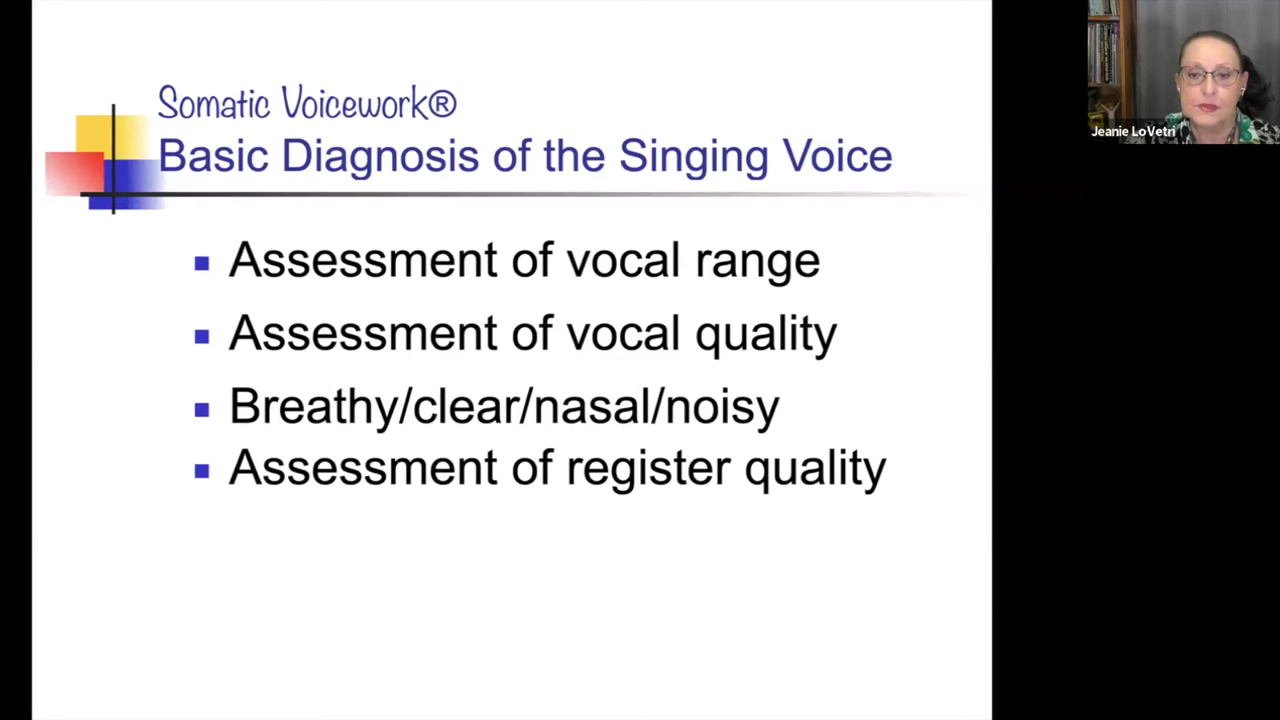 Somatic Voicework®
Basic Diagnosis of the Singing Voice
Assessment of vocal range
Assessment of vocal quality
Breathy/clear/nasal/noisy
Assessment of register quality
Jeanie LoVetri